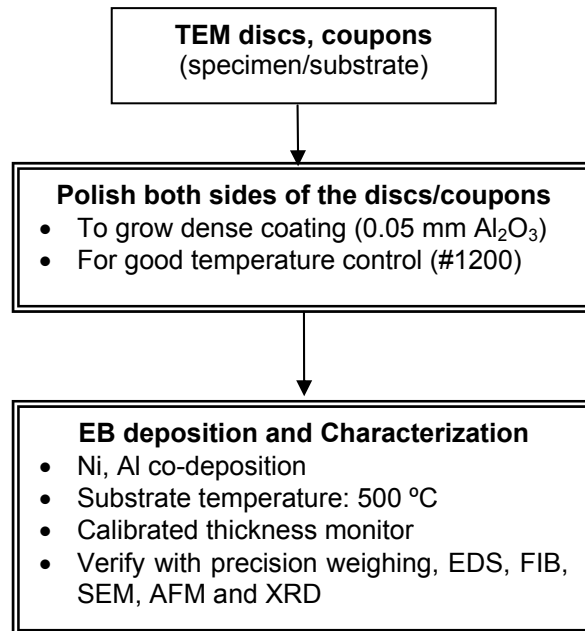 TEM discs, coupons
(specimen/substrate)
Polish both sides of the discs/coupons
• To grow dense coating (0.05 mm Al₂O₃)
• For good temperature control (#1200)
EB deposition and Characterization
• Ni, Al co-deposition
• Substrate temperature: 500 ºC
• Calibrated thickness monitor
• Verify with precision weighing, EDS, FIB,
SEM, AFM and XRD